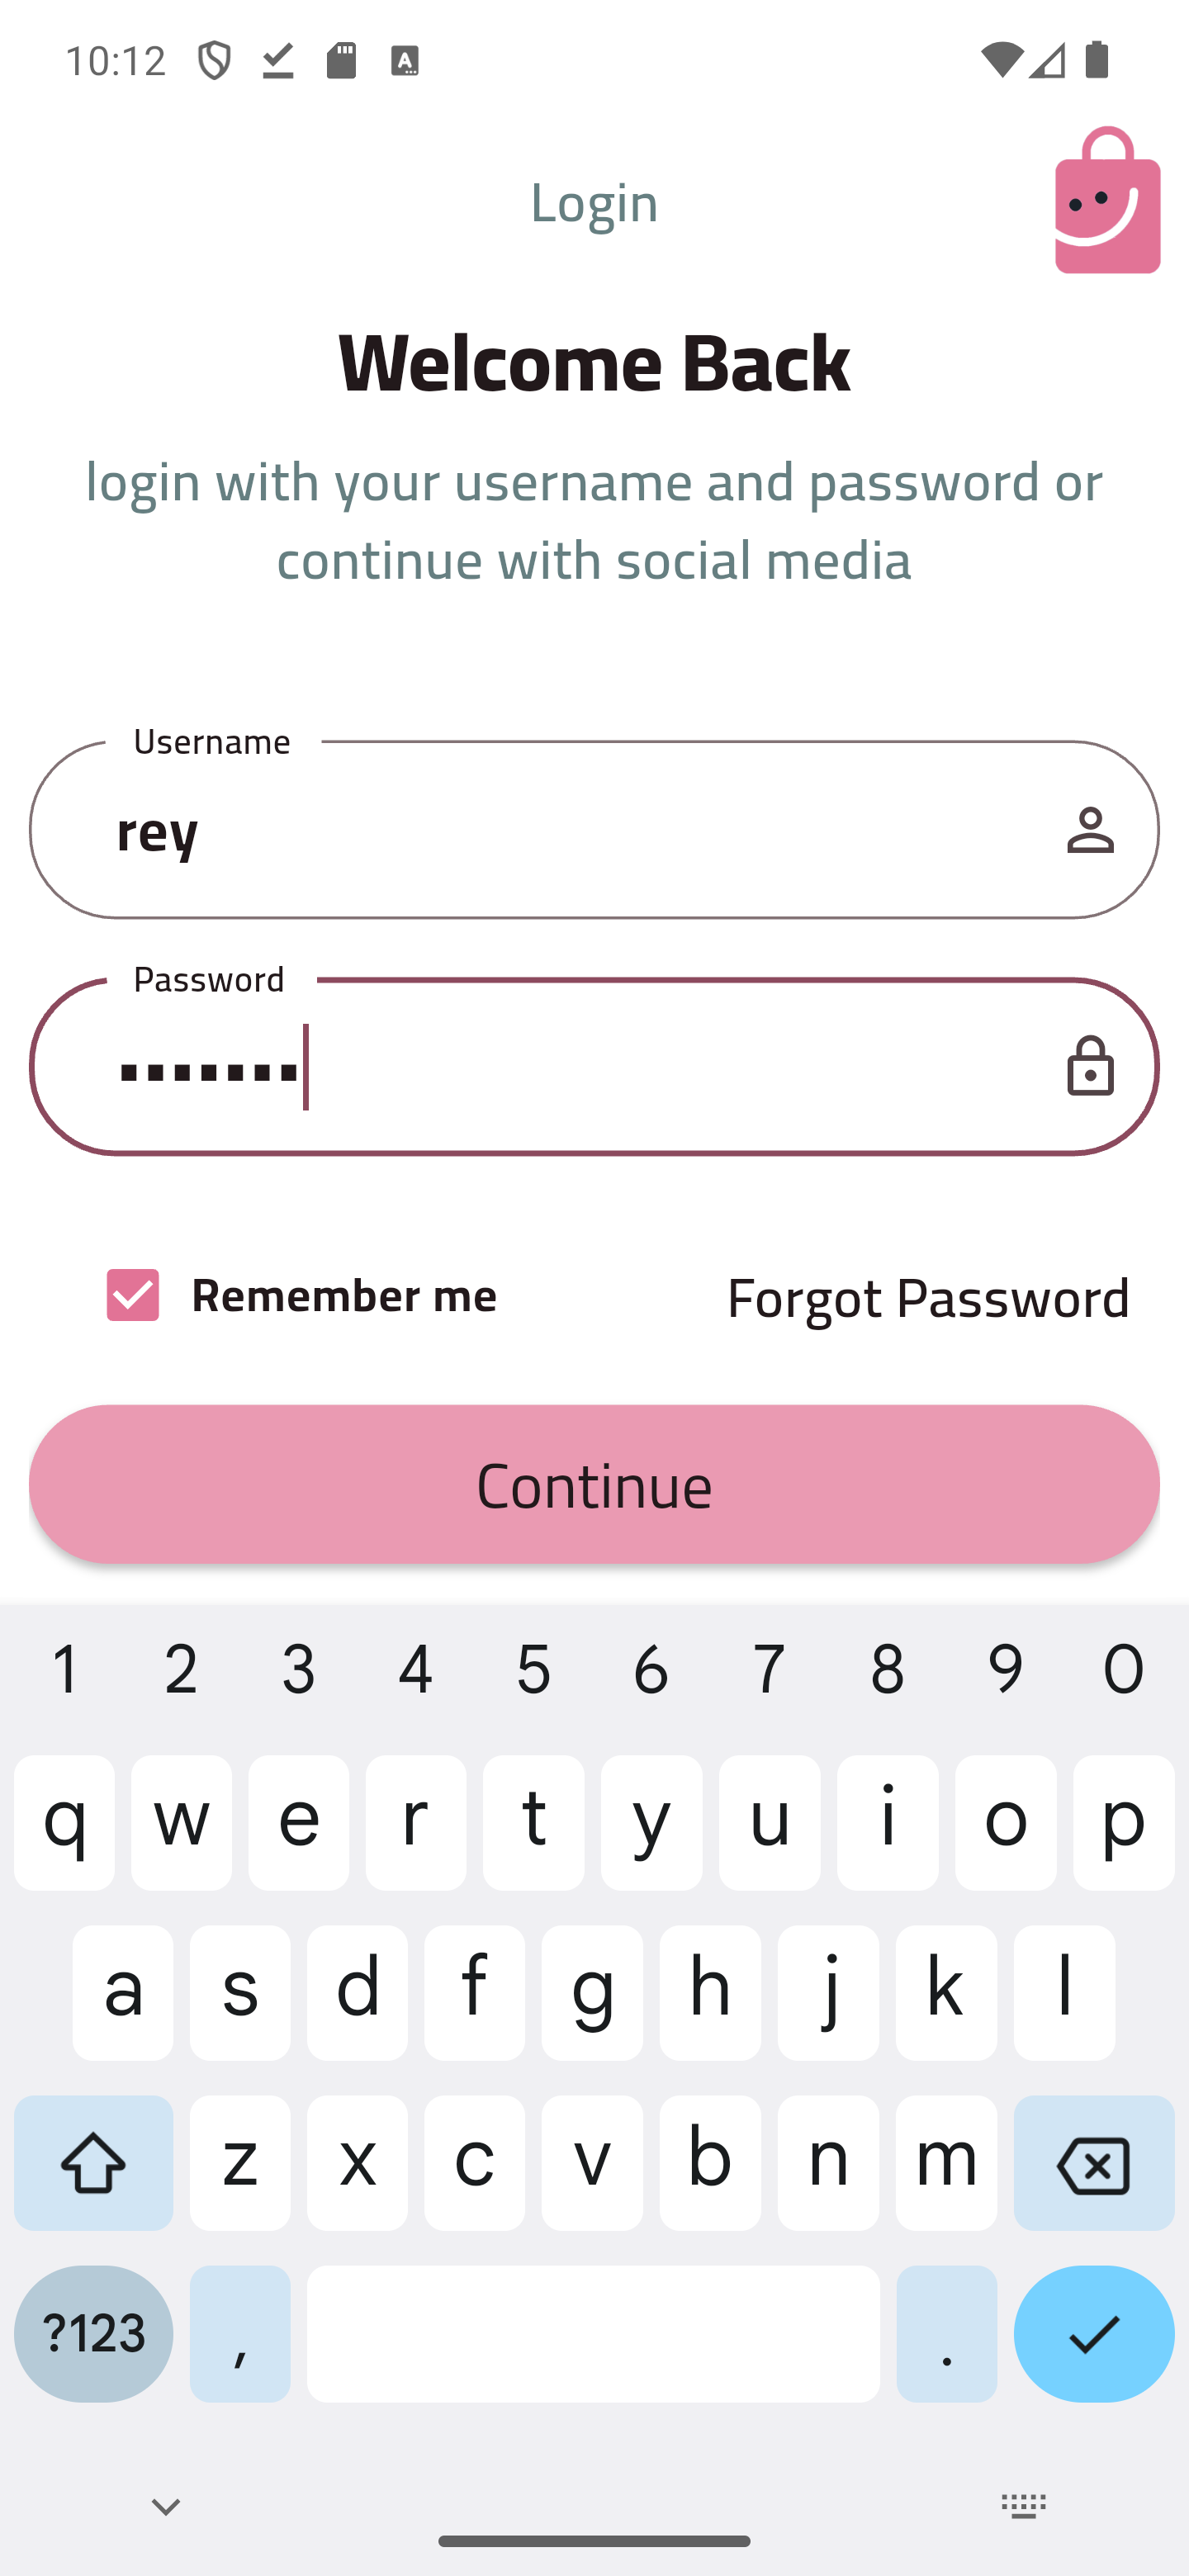 10:12
Login
Welcome Back
login with your username and password or
continue with social media
Username
rey
Password
Remember me
Forgot Password
Continue
1 2 3 4 5 6 7 8 9 0
q w e r t y u i o p
a s d f g h j k l
z x c v b n m
?123 , .